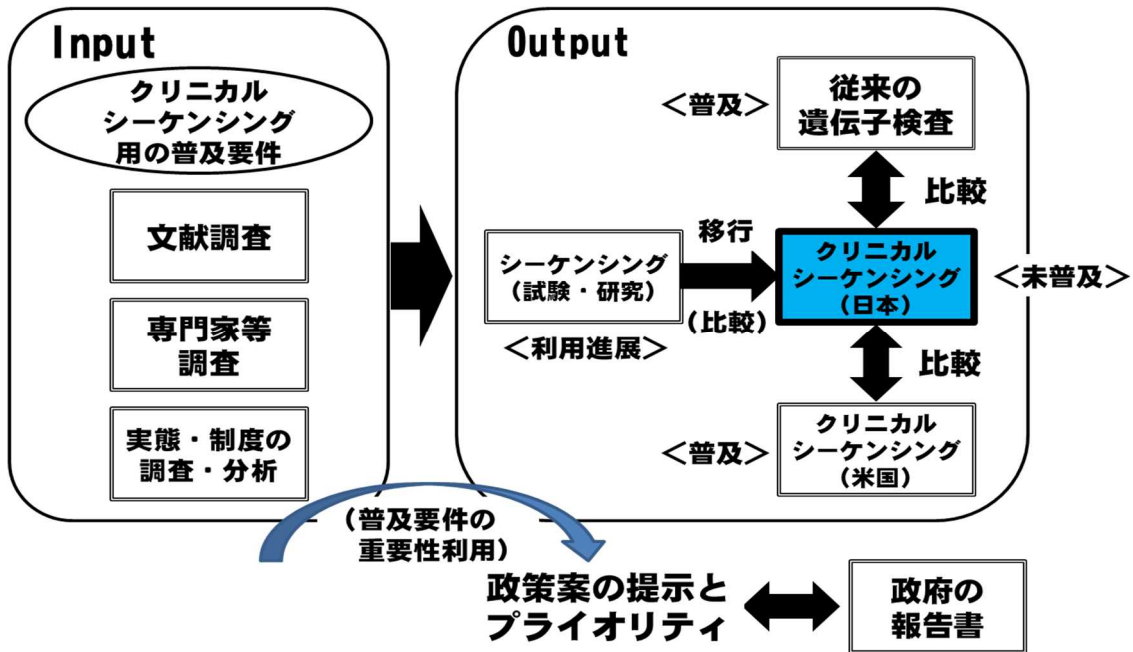 Input
クリニカル
シーケンシング
用の普及要件
文献調査
専門家等
調査
実態・制度の
調査・分析
Output
<普及>
従来の
遺伝子検査
比較
シーケンシング
(試験・研究)
<利用進展>
移行
(比較)
クリニカル
シーケンシング
(日本)
<未普及>
比較
<普及>
クリニカル
シーケンシング
(米国)
(普及要件の
重要性利用)
政策案の提示と
プライオリティ
政府の
報告書